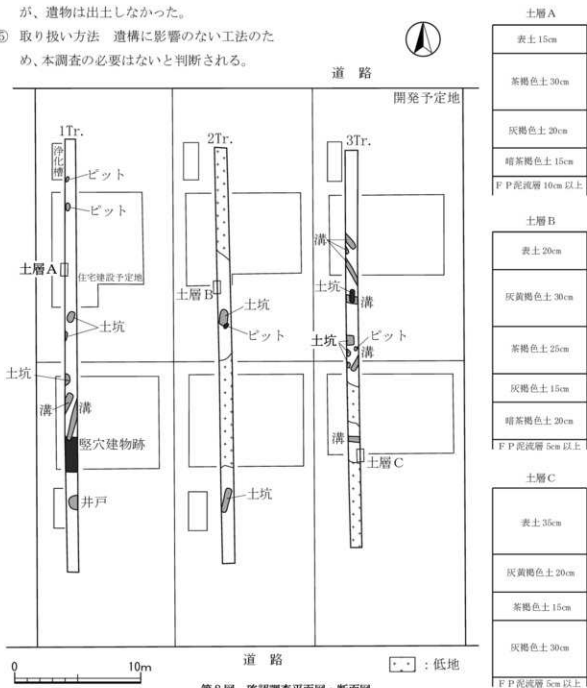 が、遺物は出土しなかった。
⑤ 取り扱い方法 遺構に影響のない工法のた
め、本調査の必要はないと判断される。
道 路
開発予定地
1Tr.
2Tr.
3Tr.
浄化槽
ピット
ピット
土層A
住宅建設予定地
土坑
土坑
溝
溝
竪穴建物跡
井戸
土層B
土坑
ピット
土坑
溝
土坑
溝
土坑
ピット
溝
溝
土層C
0 10m
道 路
:低地
第8図 確認調査平面図・断面図
土層A
表土15cm
茶褐色土30cm
灰褐色土20cm
暗茶褐色土15cm
FP泥流層10cm以上
土層B
表土20cm
灰黄褐色土30cm
茶褐色土25cm
灰褐色土15cm
暗茶褐色土20cm
FP泥流層5cm以上
土層C
表土35cm
灰黄褐色土20cm
茶褐色土15cm
灰褐色土30cm
FP泥流層5cm以上